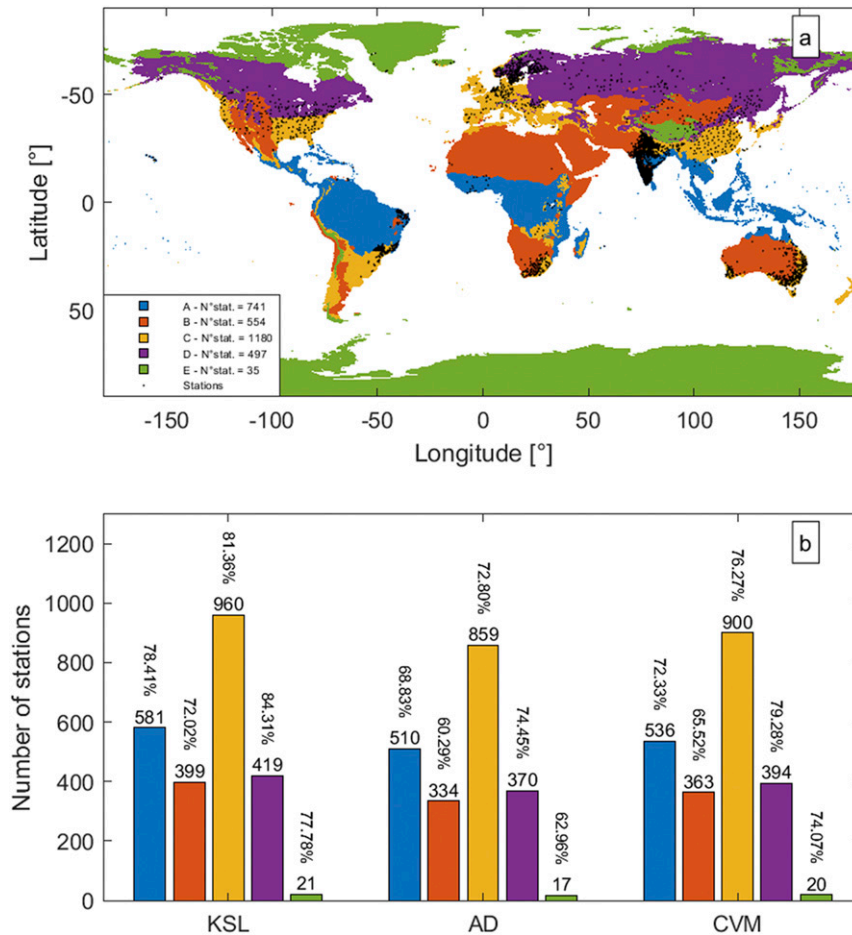 a
-50
0
50
Latitude [°]
A - N°stat. = 741
B - N°stat. = 554
C - N°stat. = 1180
D - N°stat. = 497
E - N°stat. = 35
Stations
-150 -100 -50 0 50 100 150
Longitude [°]
b
1200
1000
800
600
400
200
0
Number of stations
78.41% 72.02% 81.36% 84.31% 77.78%
581 399 960 419 21
68.83% 60.29% 72.80% 74.45% 62.96%
510 334 859 370 17
72.33% 65.52% 76.27% 79.28% 74.07%
536 363 900 394 20
KSL AD CVM